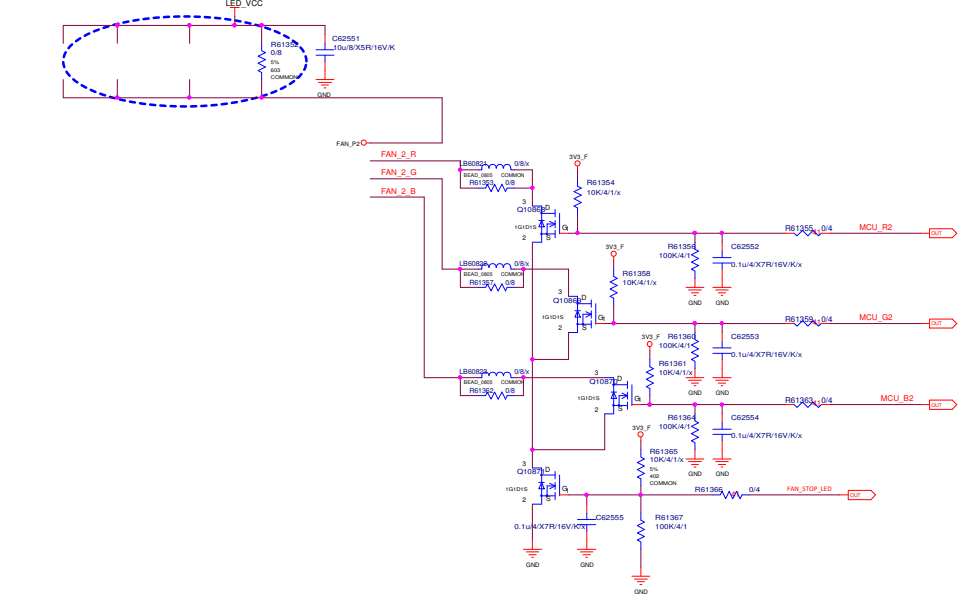 LED_VCC
R6135
0/8
5%
603
COMMON
C62551
10u/8/X5R/16V/K
GND
FAN_P2
FAN_2_R
FAN_2_G
FAN_2_B
LB60824 0/8/x
BEAD_0805 COMMON
R61353 0/8
3V3_F
R61354
10K/4/1/x
3
D
1G1D1S
G
2 S
R61355 0/4
MCU_R2
OUT
R61356
100K/4/1
C62552
0.1u/4/X7R/16V/K/x
GND
GND
3V3_F
R61358
10K/4/1/x
0/8/x
BEAD_0805 COMMON
R61357 0/8
3
D
Q10869
1G1D1S
G
2 S
R61359 0/4
MCU_G2
OUT
R61360
100K/4/1
C62553
0.1u/4/X7R/16V/K/x
GND
GND
3V3_F
R61361
10K/4/1/x
LB60823 0/8/x
BEAD_0805 COMMON
R61362 0/8
3
D
Q10870
1G1D1S
G
2 S
R61363 0/4
MCU_B2
OUT
R61364
100K/4/1
C62554
0.1u/4/X7R/16V/K/x
GND
GND
3V3_F
R61365
10K/4/1/x
5%
402
COMMON
3
D
Q10871
1G1D1S
G
2 S
R61366 0/4
FAN_STOP_LED
OUT
C62555
0.1u/4/X7R/16V/K/x
R61367
100K/4/1
GND
GND
GND